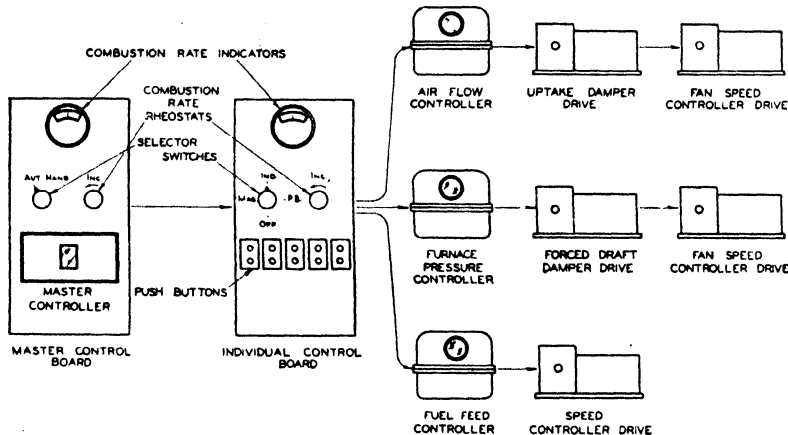 COMBUSTION RATE INDICATORS
COMBUSTION
RATE
RHEOSTATS
SELECTOR
SWITCHES
AUT HAND
INC
MASTER
CONTROLLER
MASTER CONTROL
BOARD
IND.
MAS.
P.B.
OFF
INC.
PUSH BUTTONS
INDIVIDUAL CONTROL
BOARD
AIR FLOW
CONTROLLER
UPTAKE DAMPER
DRIVE
FAN SPEED
CONTROLLER DRIVE
FURNACE
PRESSURE
CONTROLLER
FORCED DRAFT
DAMPER DRIVE
FAN SPEED
CONTROLLER DRIVE
FUEL FEED
CONTROLLER
SPEED
CONTROLLER DRIVE